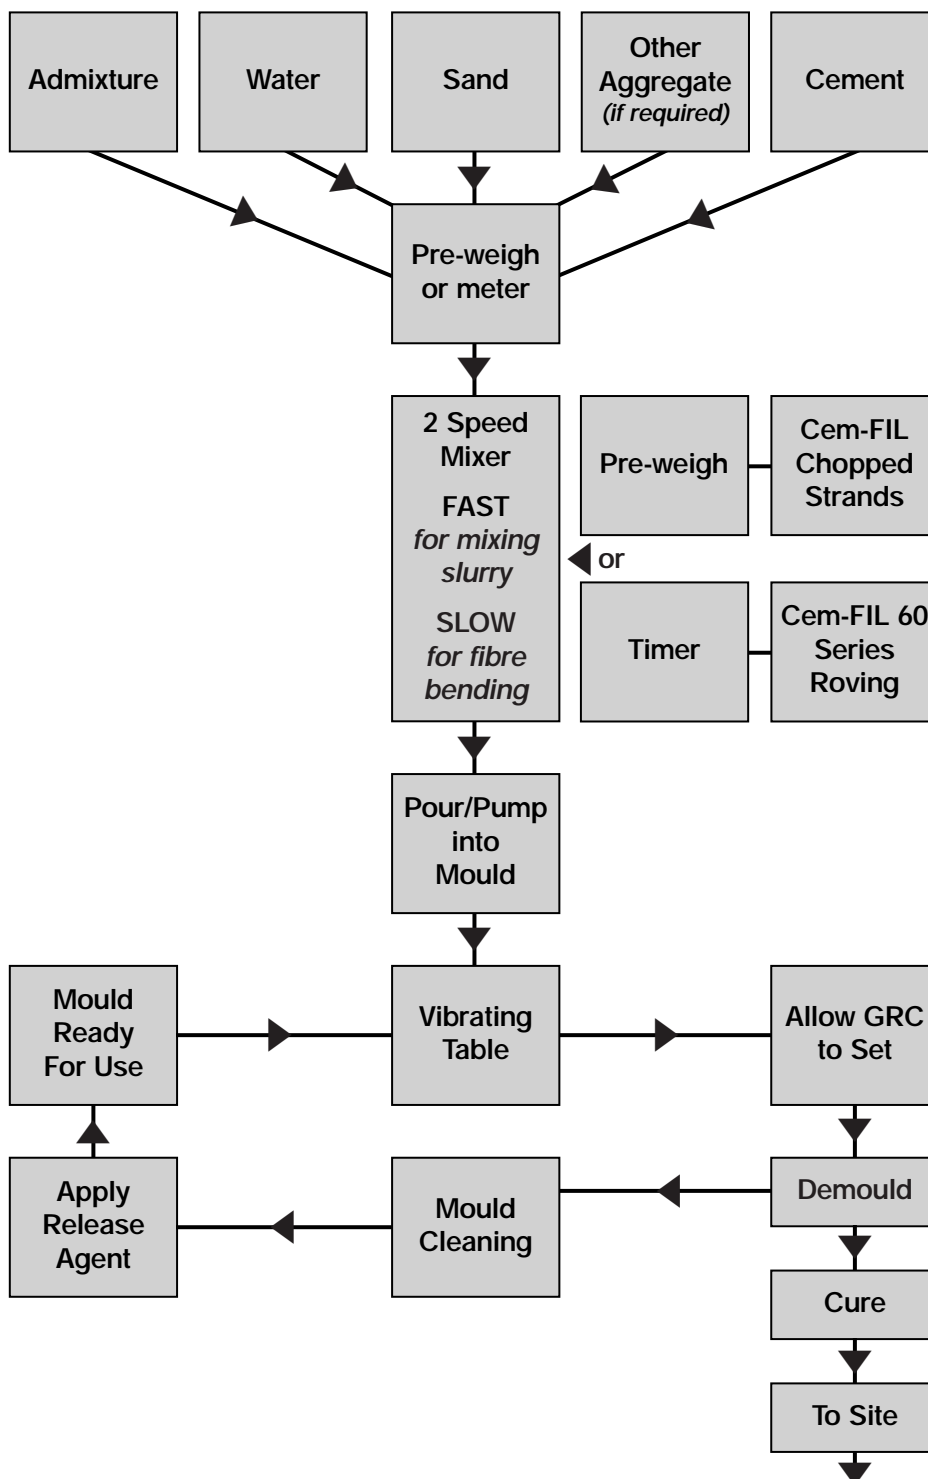 Admixture
Water
Sand
Other
Aggregate
(if required)
Cement
Pre-weigh
or meter
2 Speed
Mixer
FAST
for mixing
slurry
SLOW
for fibre
bending
Pre-weigh
Cem-FIL
Chopped
Strands
or
Timer
Cem-FIL 60
Series
Roving
Pour/Pump
into
Mould
Mould
Ready
For Use
Vibrating
Table
Allow GRC
to Set
Apply
Release
Agent
Mould
Cleaning
Demould
Cure
To Site